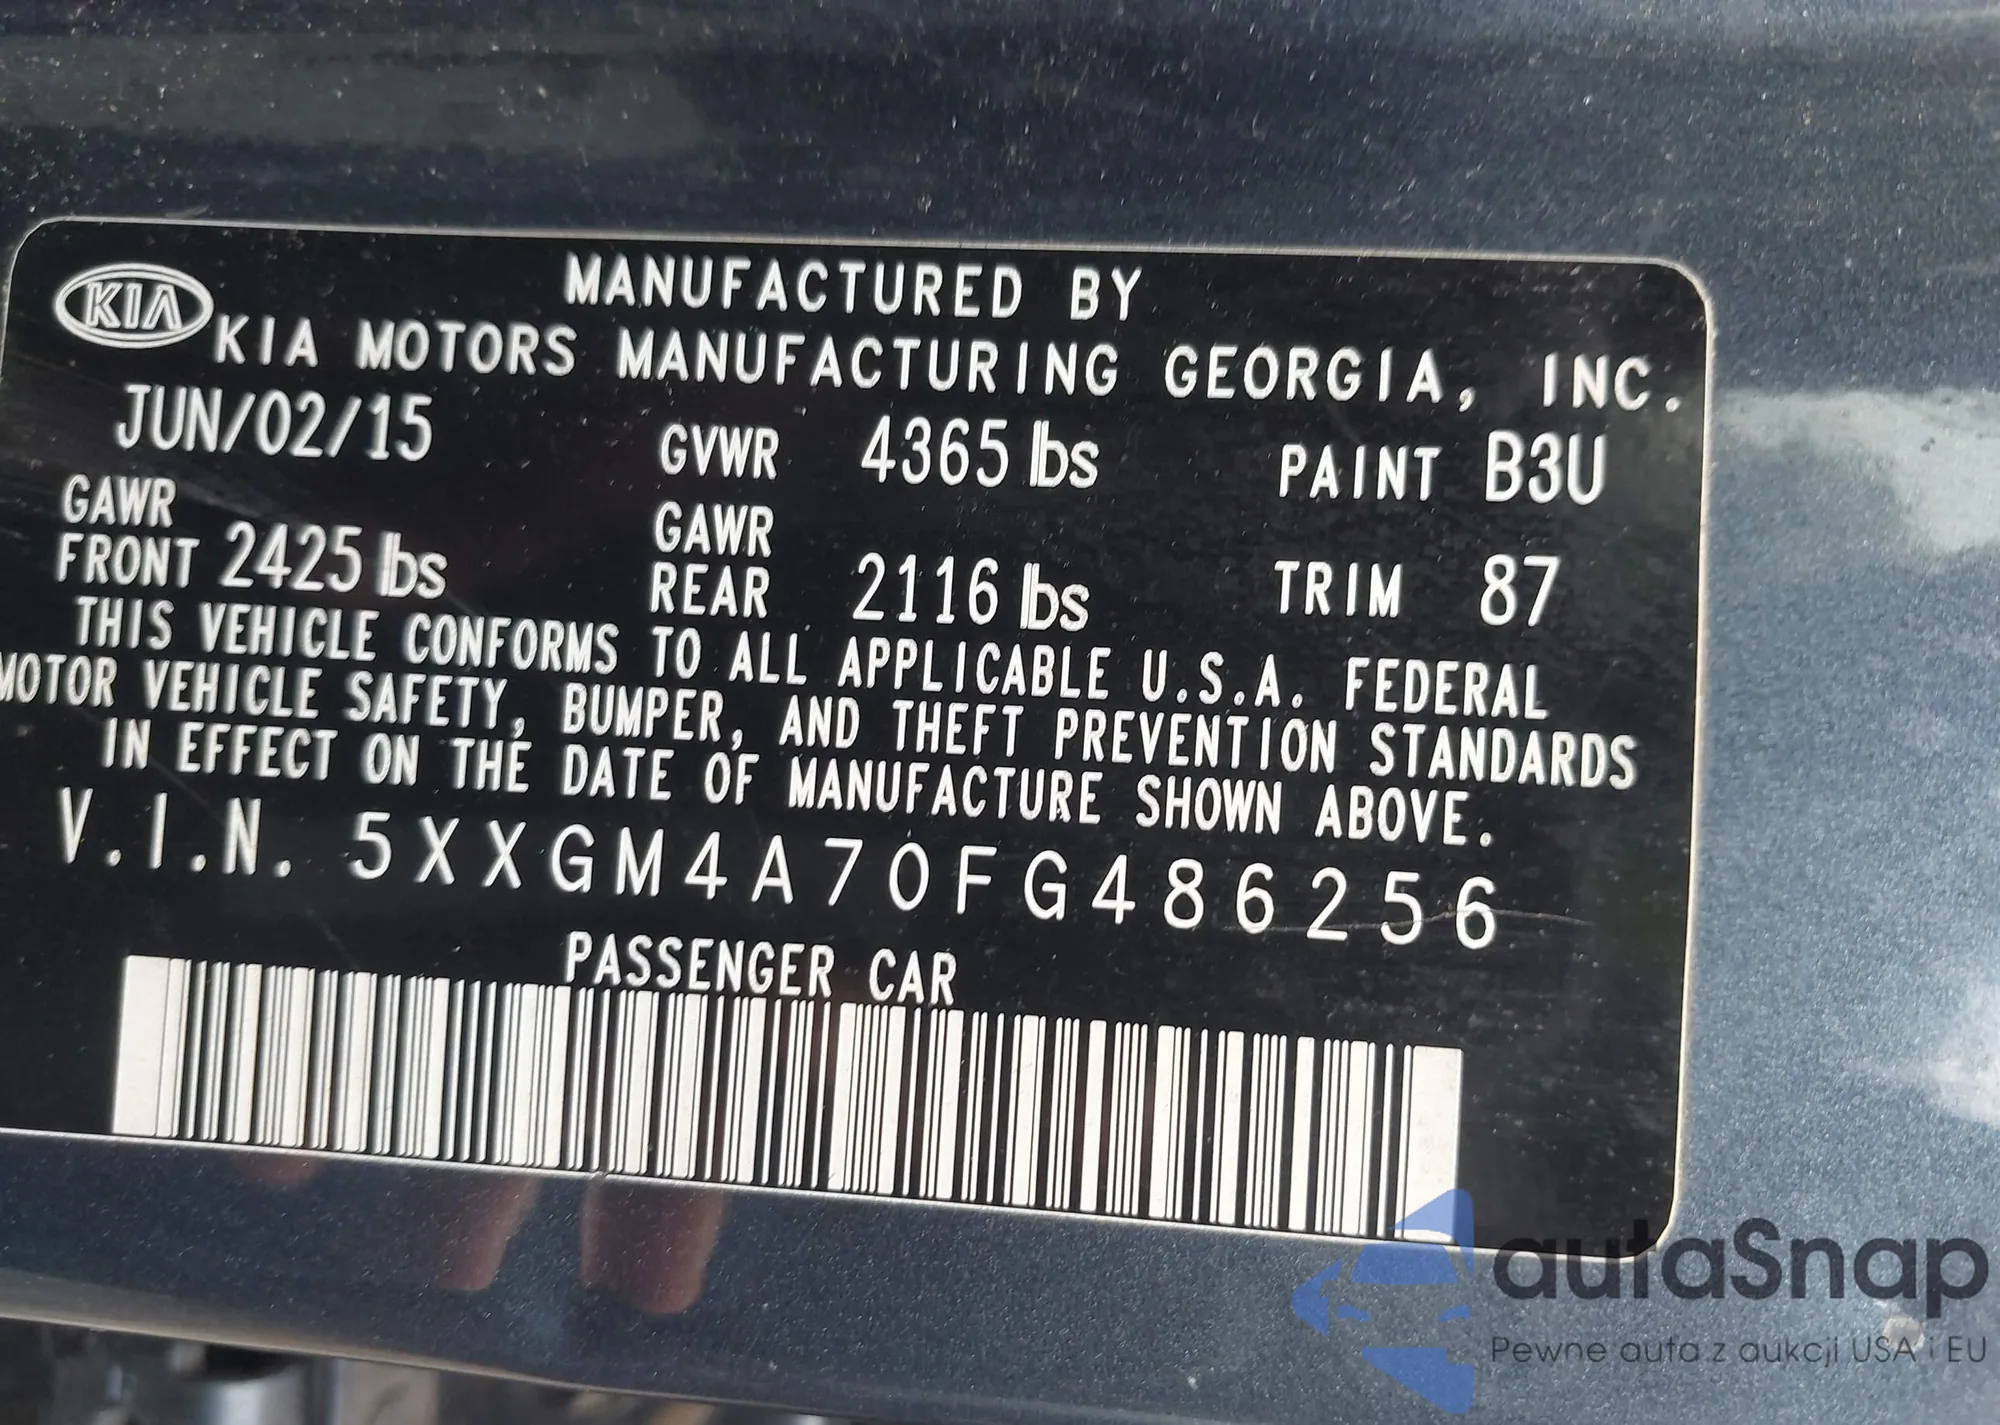 MANUFACTURED BY
KIA KIA MOTORS MANUFACTURING GEORGIA, INC.
JUN/02/15 GVWR 4365 lbs PAINT B3U
GAWR FRONT 2425 lbs GAWR REAR 2116 lbs TRIM 87
THIS VEHICLE CONFORMS TO ALL APPLICABLE U.S.A. FEDERAL
MOTOR VEHICLE SAFETY, BUMPER, AND THEFT PREVENTION STANDARDS
IN EFFECT ON THE DATE OF MANUFACTURE SHOWN ABOVE.
V.I.N. 5XXGM4A70FG486256
PASSENGER CAR
autaSnap
Pewne auta z aukcji USA i EU